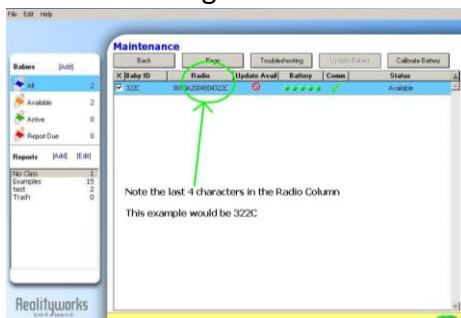 File Edit Help
Maintenance
Back Page Troubleshooting Update Babies Calibrate Battery
Babies [Add]
X Baby ID Radio Update Avail Battery Comm Status
322C 0013A2004004322C Available
All 2
Available 2
Active 0
Report Due 0
Reports [Add] [Edit]
No Class 1
Examples 15
test 2
Trash 0
Note the last 4 characters in the Radio Column
This example would be 322C
Realityworks